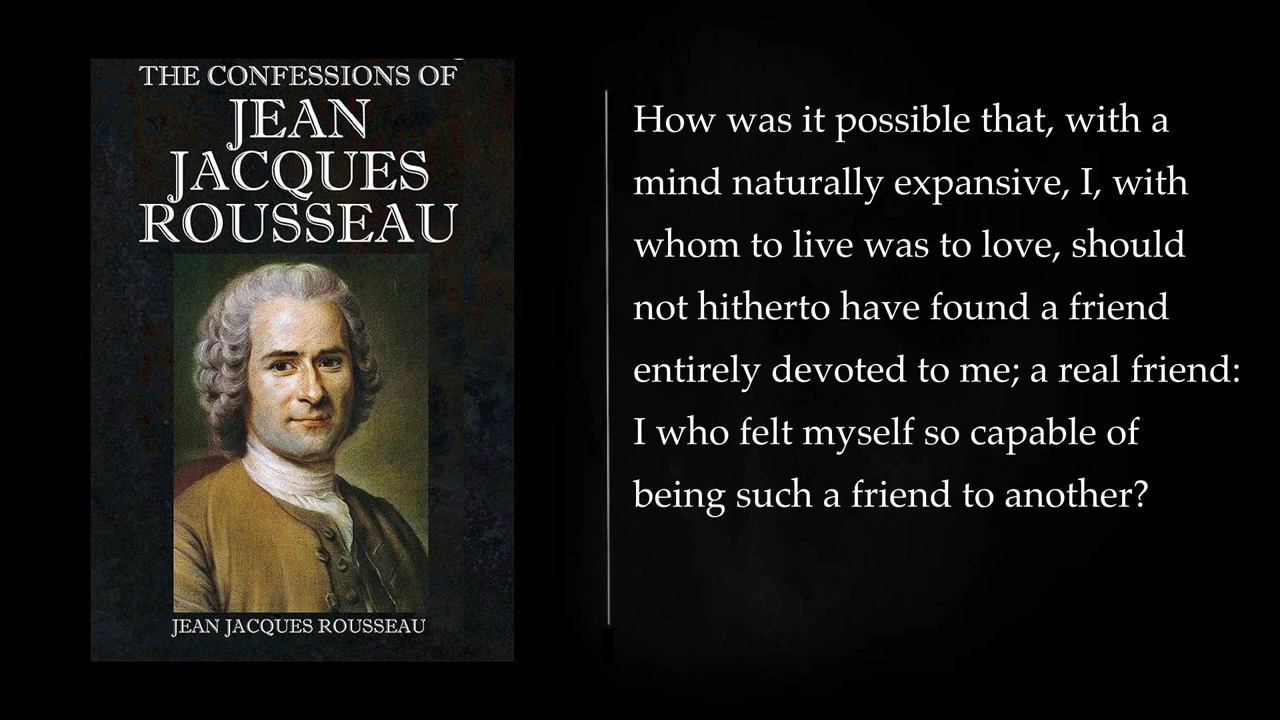 THE CONFESSIONS OF
JEAN
JACQUES
ROUSSEAU
JEAN JACQUES ROUSSEAU
How was it possible that, with a
mind naturally expansive, I, with
whom to live was to love, should
not hitherto have found a friend
entirely devoted to me; a real friend:
I who felt myself so capable of
being such a friend to another?